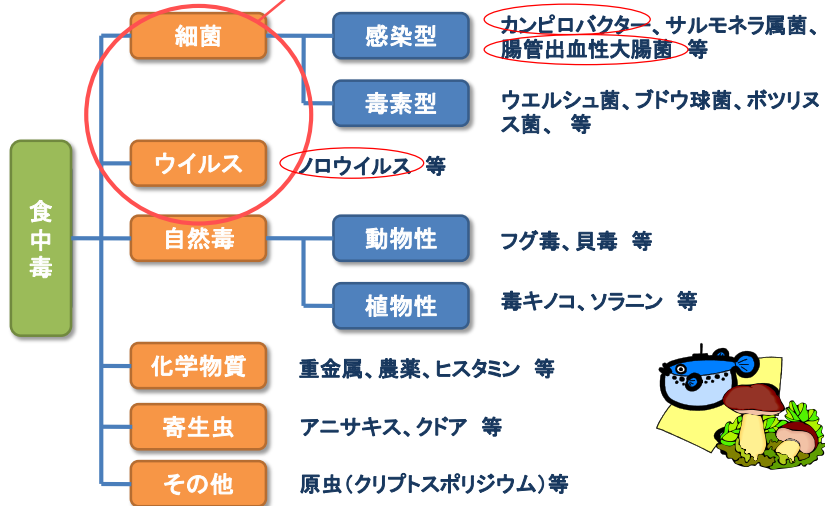 食中毒
細菌
感染型
カンピロバクター、サルモネラ属菌、
腸管出血性大腸菌 等
毒素型
ウエルシュ菌、ブドウ球菌、ボツリヌ
ス菌、 等
ウイルス
ノロウイルス 等
自然毒
動物性
フグ毒、貝毒 等
植物性
毒キノコ、ソラニン 等
化学物質
重金属、農薬、ヒスタミン 等
寄生虫
アニサキス、クドア 等
その他
原虫(クリプトスポリジウム)等